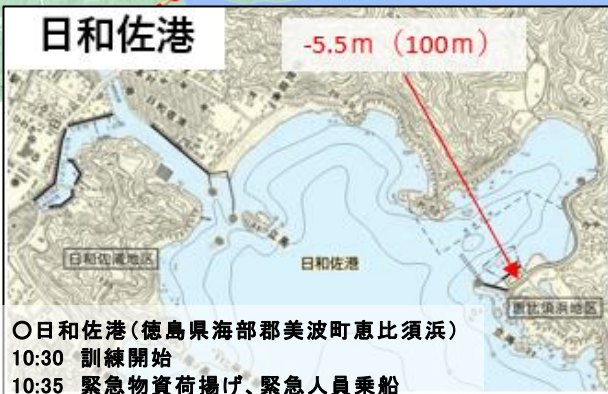 日和佐港
-5.5m（100m）
日和佐浦地区
日和佐港
恵比須浜地区
〇日和佐港（徳島県海部郡美波町恵比須浜）
10:30 訓練開始
10:35 緊急物資荷揚げ、緊急人員乗船